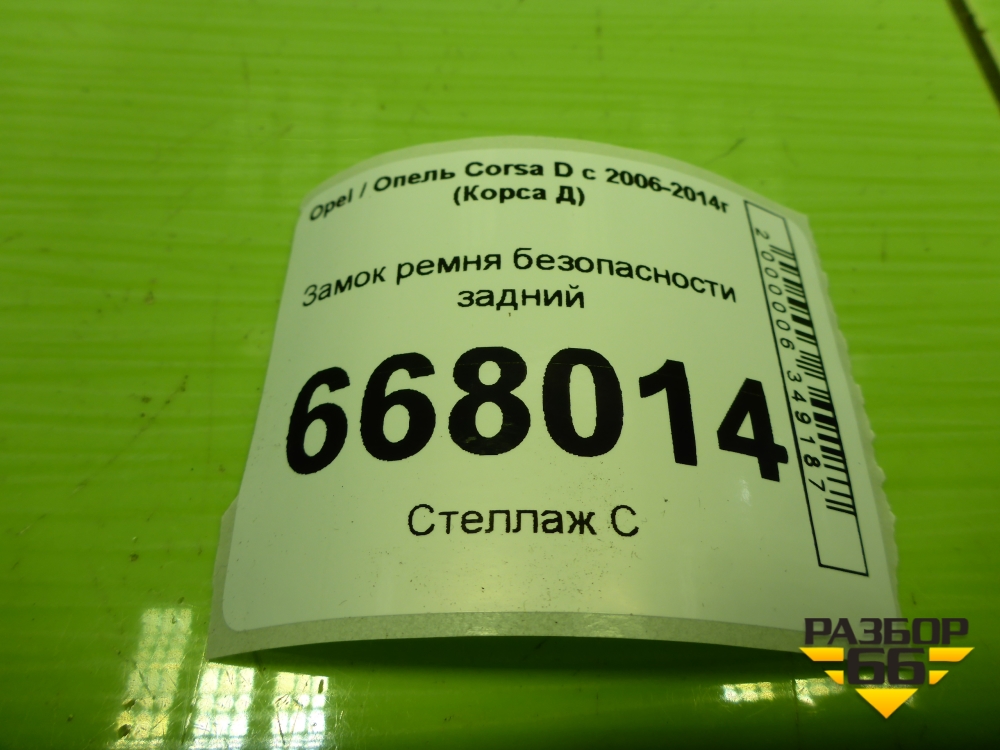 Opel / Опель Corsa D с 2006-2014г
(Корса Д)
Замок ремня безопасности
задний
668014
Стеллаж С
2000006349187
РАЗБОР
66